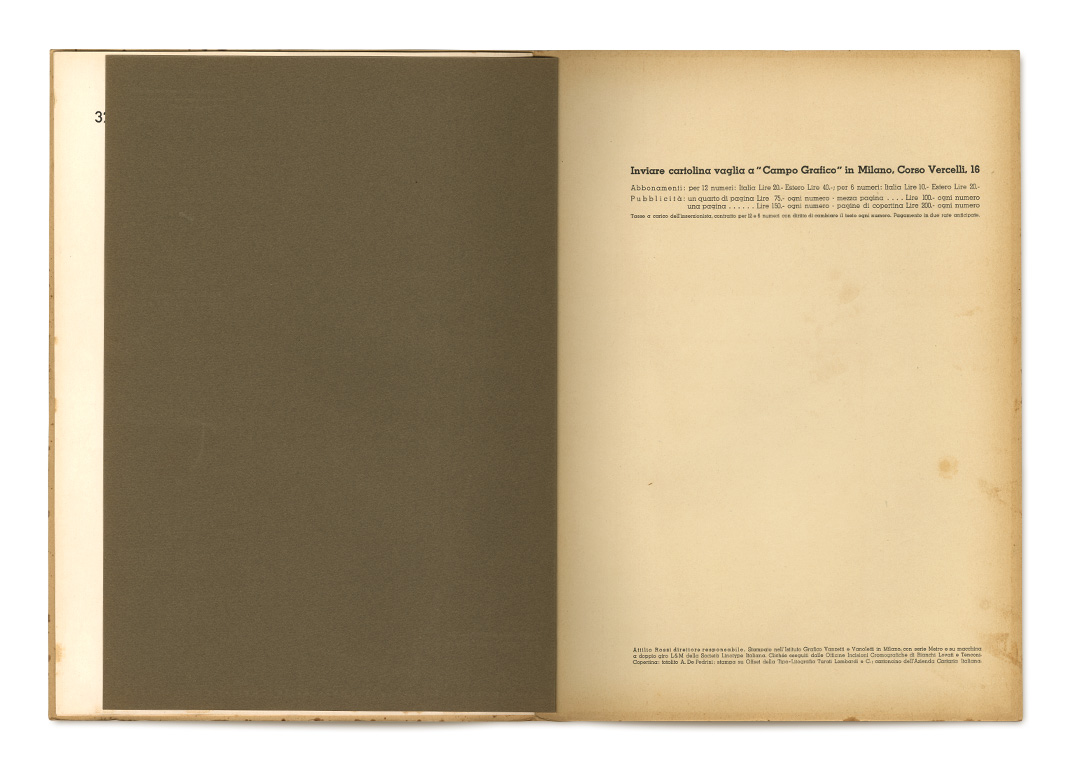 32
Inviare cartolina vaglia a "Campo Grafico" in Milano, Corso Vercelli, 16
Abbonamenti: per 12 numeri: Italia Lire 20.- Estero Lire 40.-; per 6 numeri: Italia Lire 10.- Estero Lire 20.-
Pubblicità: un quarto di pagina Lire 75.- ogni numero - mezza pagina .... Lire 100.- ogni numero
una pagina ...... Lire 150.- ogni numero - pagine di copertina Lire 200.- ogni numero
Tasse a carico dell'inserzionista, contratto per 12 e 6 numeri con diritto di cambiare il testo ogni numero. Pagamento in due rate anticipate.
Attilio Rossi direttore responsabile. Stampato nell'Istituto Grafico Vanzetti e Vanoletti in Milano, con serie Metro e su macchina
a doppio giro L&M della Società Linotype Italiana. Clichés eseguiti dalle Officine Incisioni Cromografiche di Bianchi Levati e Tenconi.
Copertina: fotolito A. De Pedrini; stampa su Offset della Tipo-Litografia Turati Lombardi e C.; cartoncino dell'Azienda Cartaria Italiana.